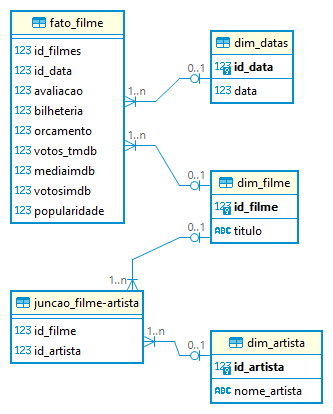 fato_filme
123 id_filmes
123 id_data
123 avaliacao
123 bilheteria
123 orcamento
123 votos_tmdb
123 mediaimdb
123 votosimdb
123 popularidade
1..n
0..1
dim_datas
123 id_data
123 data
1..n
0..1
dim_filme
123 id_filme
ABC titulo
0..1
1..n
juncao_filme-artista
123 id_filme
123 id_artista
1..n
0..1
dim_artista
123 id_artista
ABC nome_artista